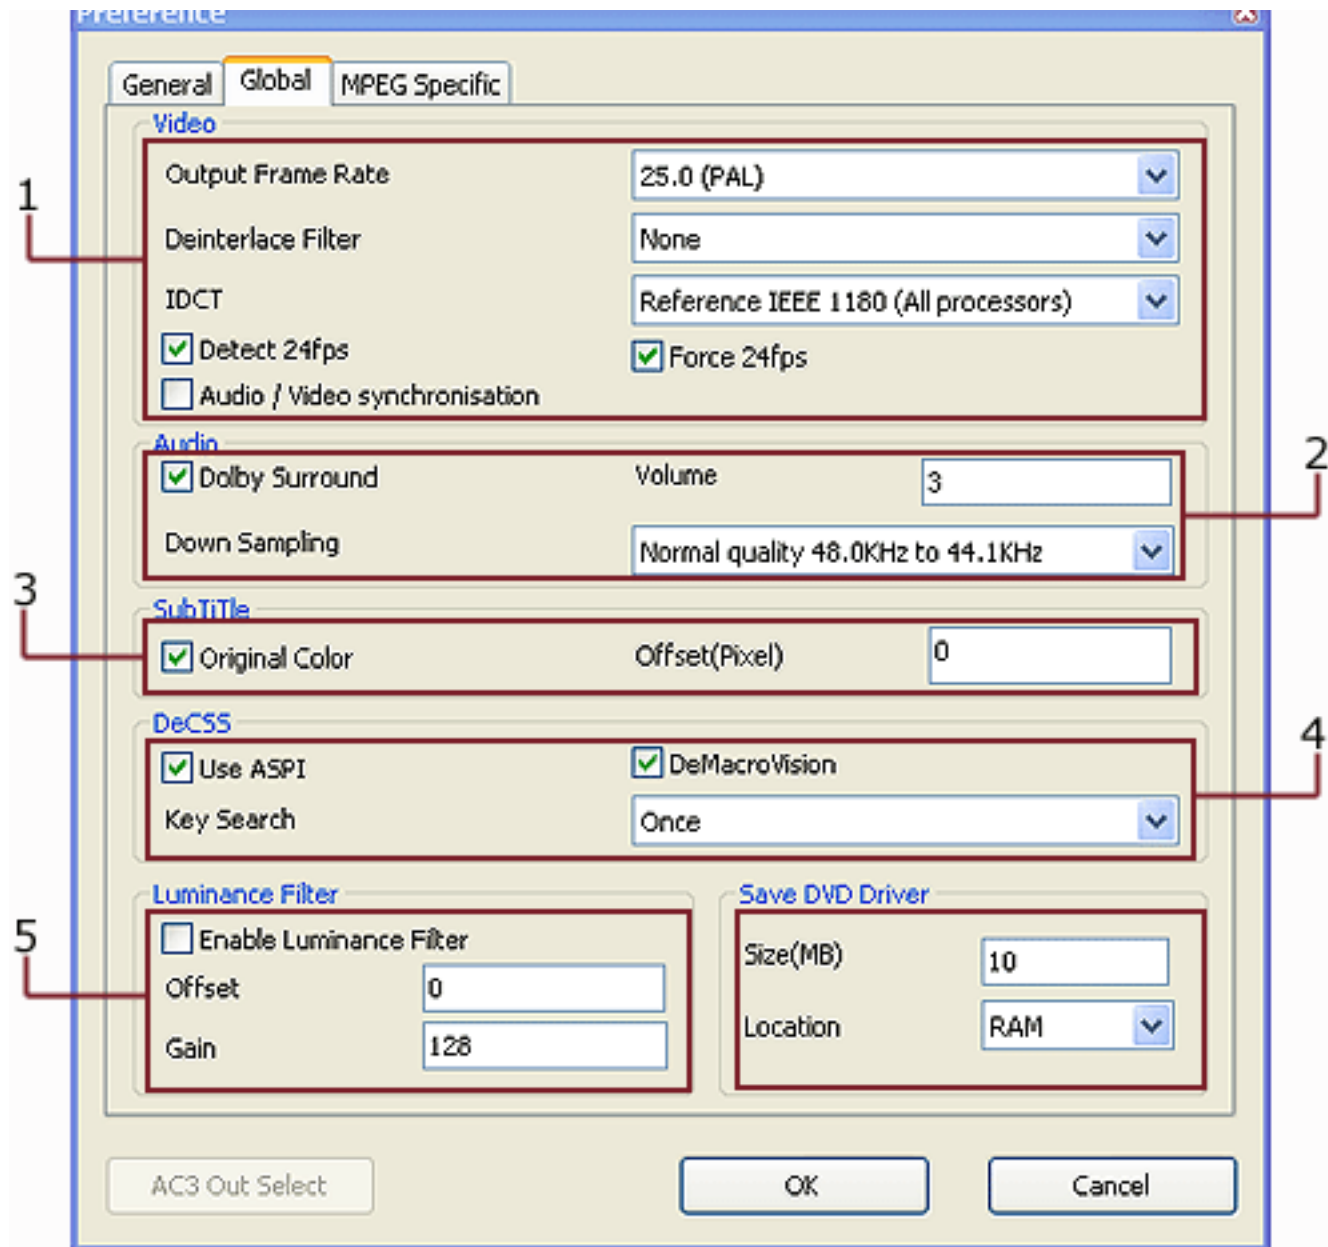 Preference
General Global MPEG Specific
Video
1
Output Frame Rate 25.0 (PAL)
Deinterlace Filter None
IDCT Reference IEEE 1180 (All processors)
Detect 24fps Force 24fps
Audio / Video synchronisation
Audio
2
Dolby Surround Volume 3
Down Sampling Normal quality 48.0KHz to 44.1KHz
3
SubTiTle
Original Color Offset(Pixel) 0
DeCSS
4
Use ASPI DeMacroVision
Key Search Once
Luminance Filter Save DVD Driver
5
Enable Luminance Filter
Size(MB) 10
Offset 0
Location RAM
Gain 128
AC3 Out Select OK Cancel